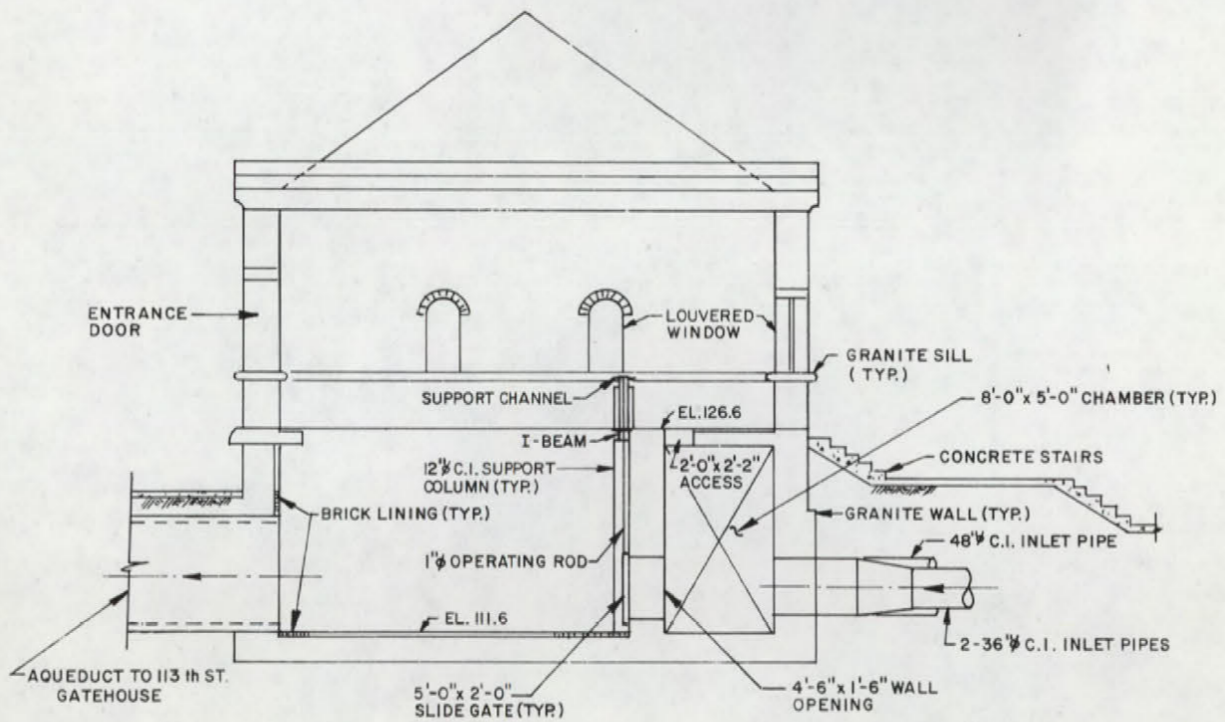 ENTRANCE
DOOR
LOUVERED
WINDOW
GRANITE SILL
(TYP.)
SUPPORT CHANNEL
8'-0" x 5'-0" CHAMBER (TYP.)
EL.126.6
I-BEAM
2'-0" x 2'-2"
ACCESS
12"ϕ C.I. SUPPORT
COLUMN (TYP.)
CONCRETE STAIRS
BRICK LINING (TYP.)
GRANITE WALL (TYP.)
48"ϕ C.I. INLET PIPE
1"ϕ OPERATING ROD
EL. 111.6
2-36"ϕ C.I. INLET PIPES
AQUEDUCT TO 113 th ST.
GATEHOUSE
5'-0" x 2'-0"
SLIDE GATE (TYP.)
4'-6" x 1'-6" WALL
OPENING